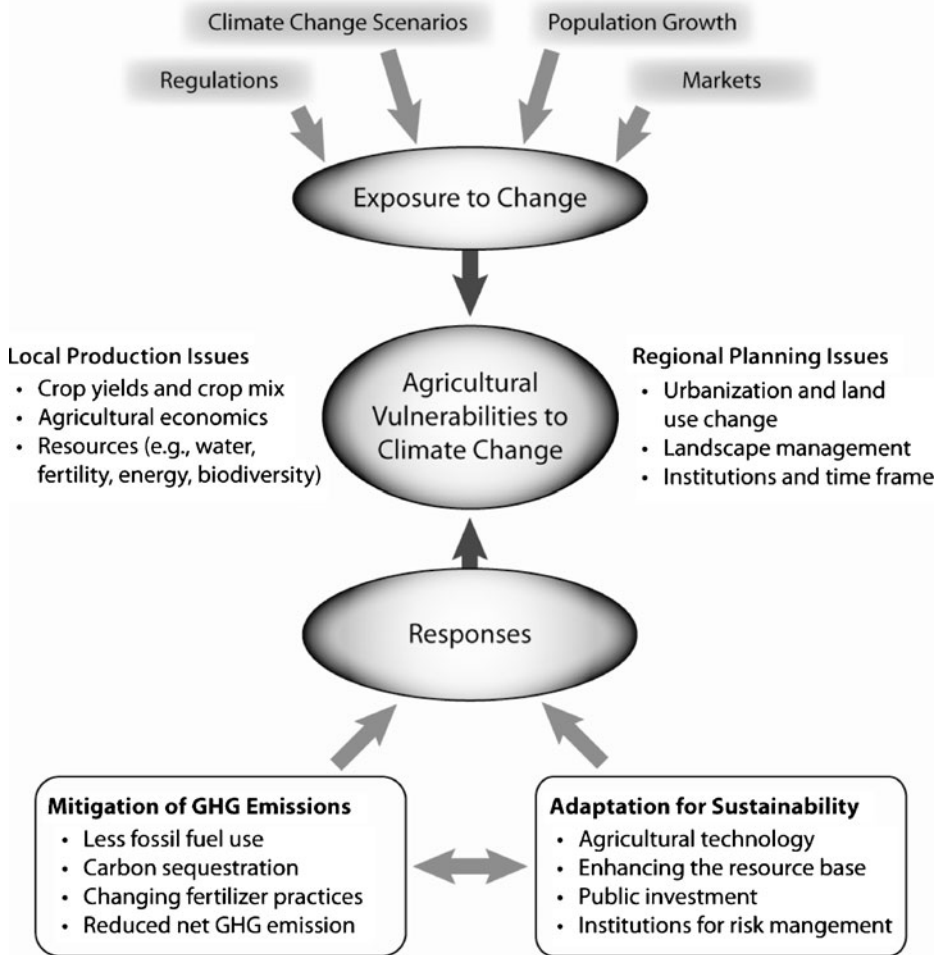 Climate Change Scenarios
Population Growth
Regulations
Markets
Exposure to Change
Local Production Issues
• Crop yields and crop mix
• Agricultural economics
• Resources (e.g., water,
fertility, energy, biodiversity)
Agricultural
Vulnerabilities to
Climate Change
Regional Planning Issues
• Urbanization and land
use change
• Landscape management
• Institutions and time frame
Responses
Mitigation of GHG Emissions
• Less fossil fuel use
• Carbon sequestration
• Changing fertilizer practices
• Reduced net GHG emission
Adaptation for Sustainability
• Agricultural technology
• Enhancing the resource base
• Public investment
• Institutions for risk mangement